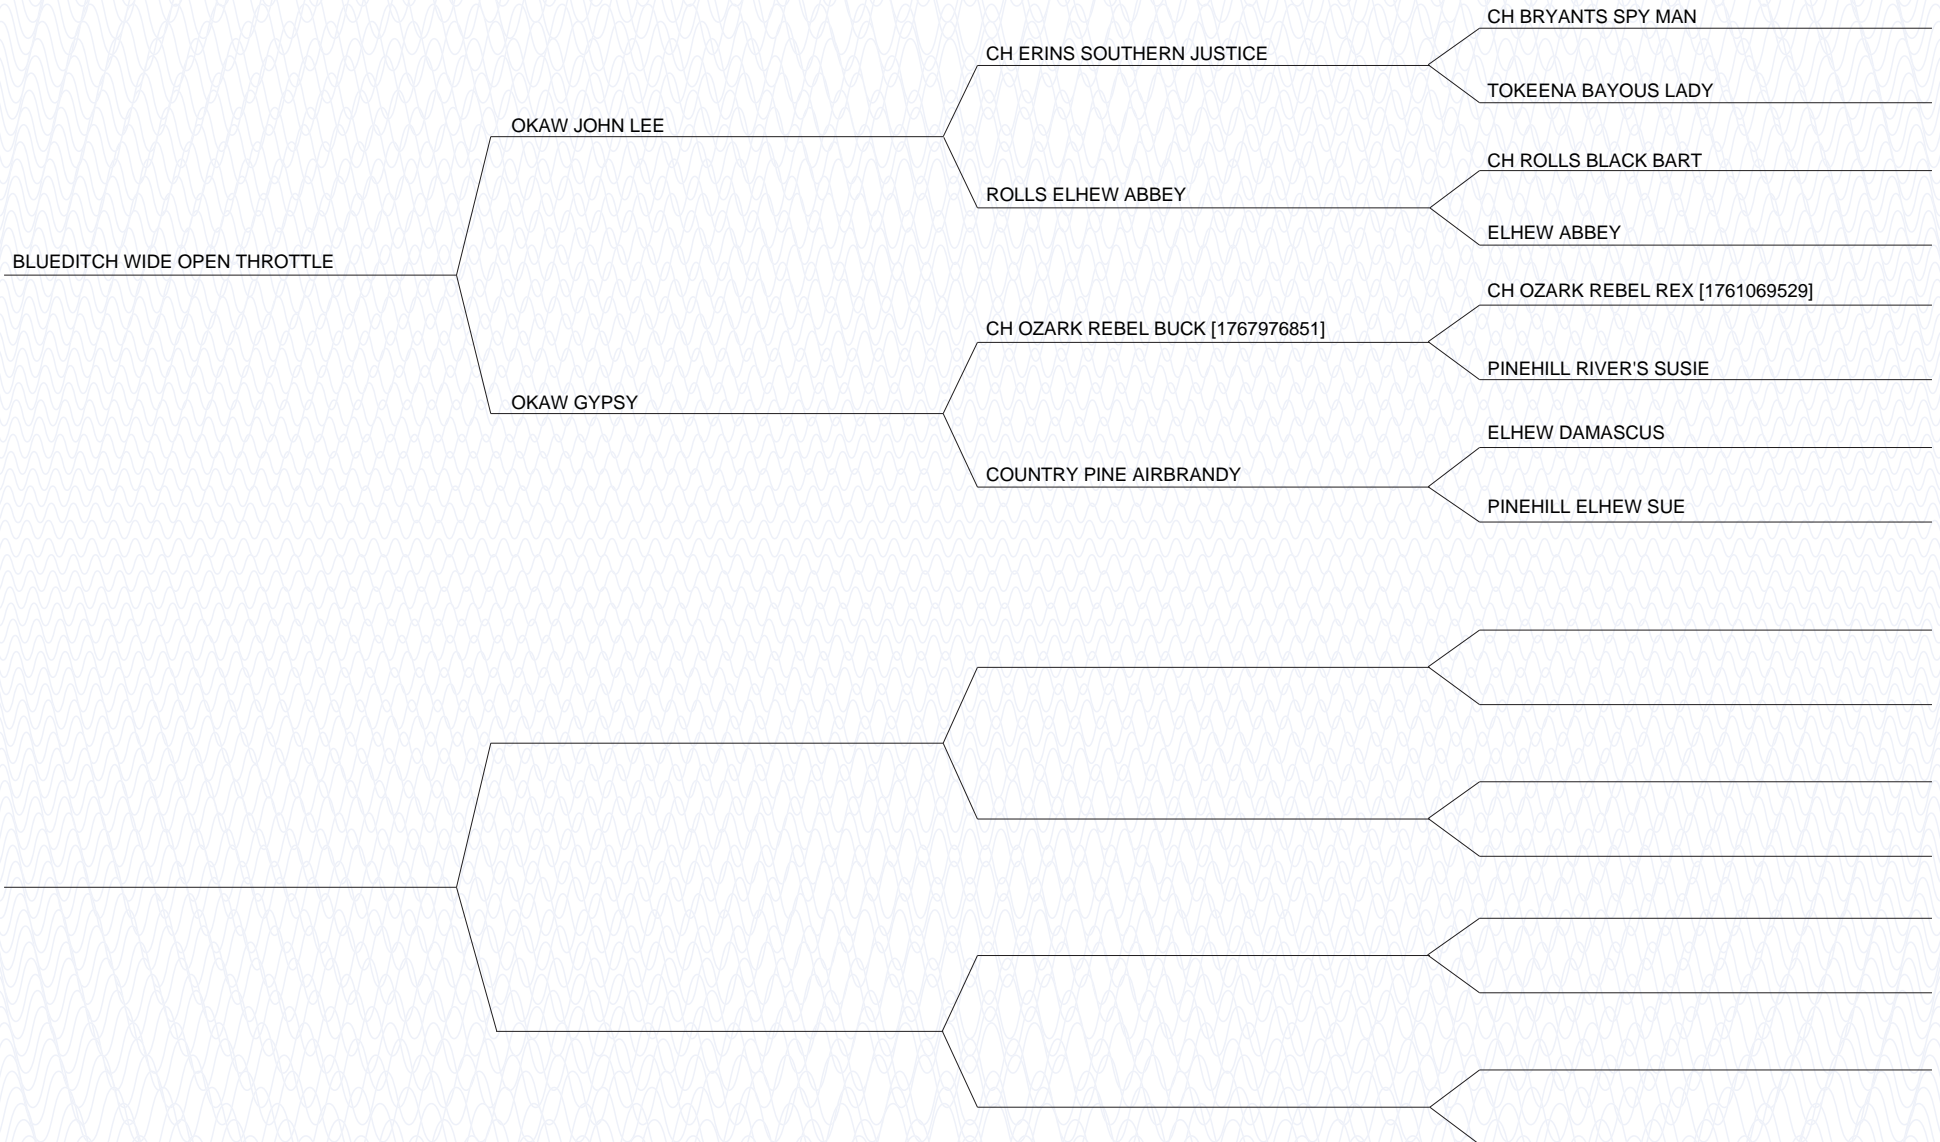 CH BRYANTS SPY MAN
CH ERINS SOUTHERN JUSTICE
TOKEENA BAYOUS LADY
OKAW JOHN LEE
CH ROLLS BLACK BART
ROLLS ELHEW ABBEY
ELHEW ABBEY
BLUEDITCH WIDE OPEN THROTTLE
CH OZARK REBEL REX [1761069529]
CH OZARK REBEL BUCK [1767976851]
PINEHILL RIVER'S SUSIE
OKAW GYPSY
ELHEW DAMASCUS
COUNTRY PINE AIRBRANDY
PINEHILL ELHEW SUE